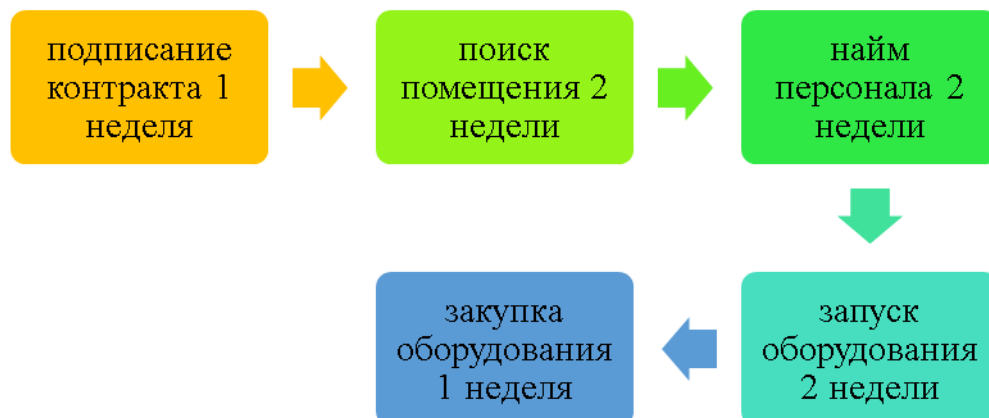 подписание
контракта 1
неделя
поиск
помещения 2
недели
найм
персонала 2
недели
запуск
оборудования
2 недели
закупка
оборудования
1 неделя